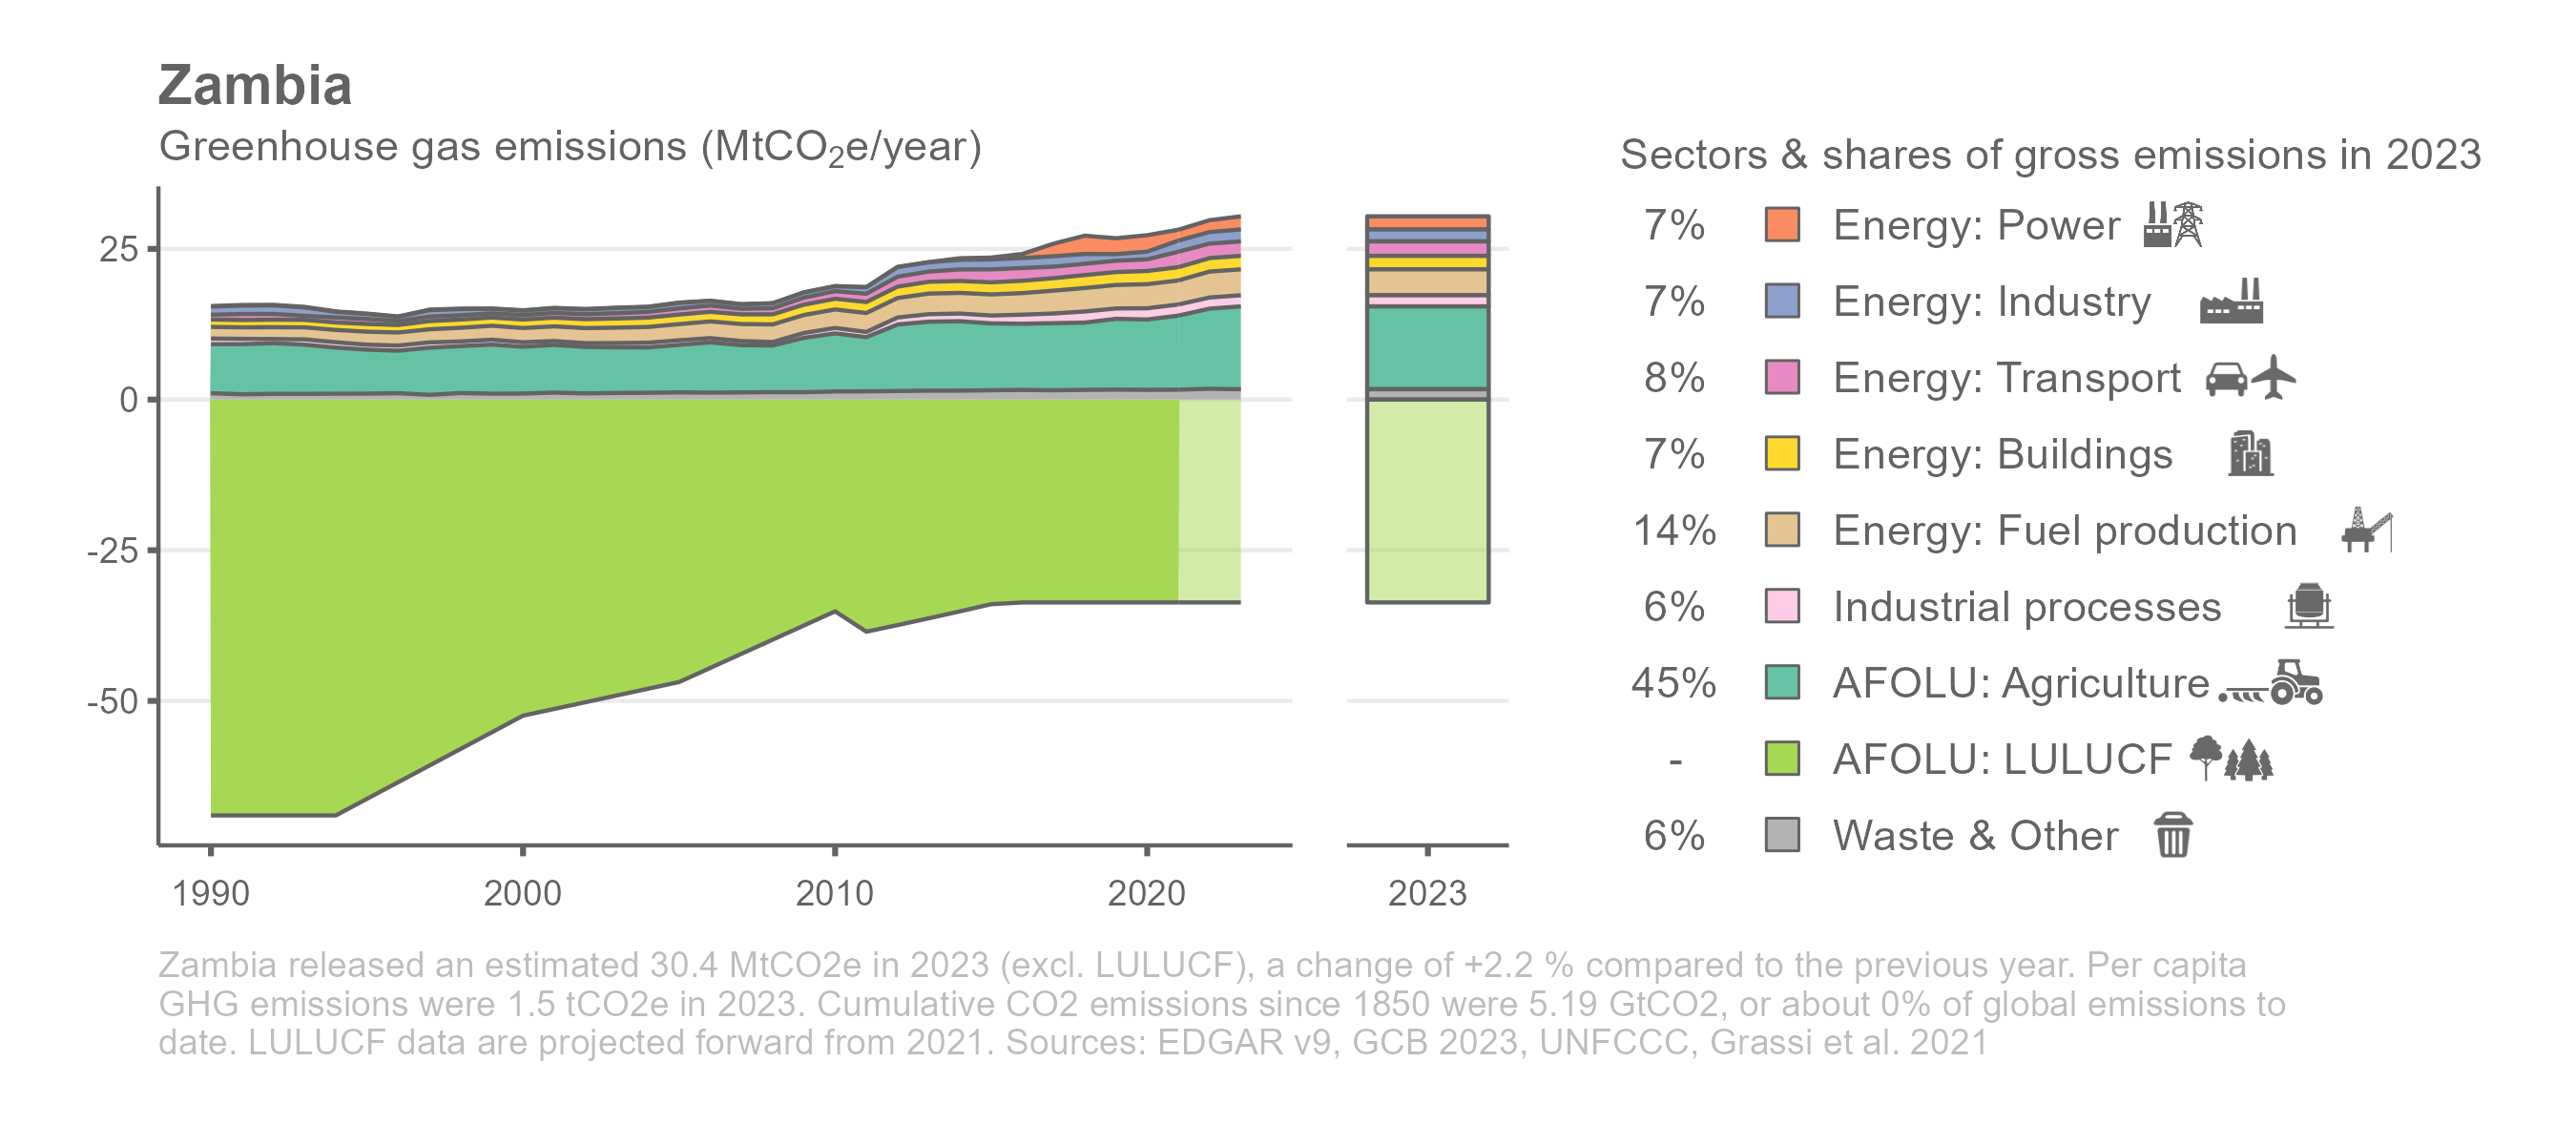 Zambia
Greenhouse gas emissions (MtCO₂e/year)
25
0
-25
-50
1990 2000 2010 2020 2023
Sectors & shares of gross emissions in 2023
7% Energy: Power
7% Energy: Industry
8% Energy: Transport
7% Energy: Buildings
14% Energy: Fuel production
6% Industrial processes
45% AFOLU: Agriculture
- AFOLU: LULUCF
6% Waste & Other
Zambia released an estimated 30.4 MtCO2e in 2023 (excl. LULUCF), a change of +2.2 % compared to the previous year. Per capita
GHG emissions were 1.5 tCO2e in 2023. Cumulative CO2 emissions since 1850 were 5.19 GtCO2, or about 0% of global emissions to
date. LULUCF data are projected forward from 2021. Sources: EDGAR v9, GCB 2023, UNFCCC, Grassi et al. 2021